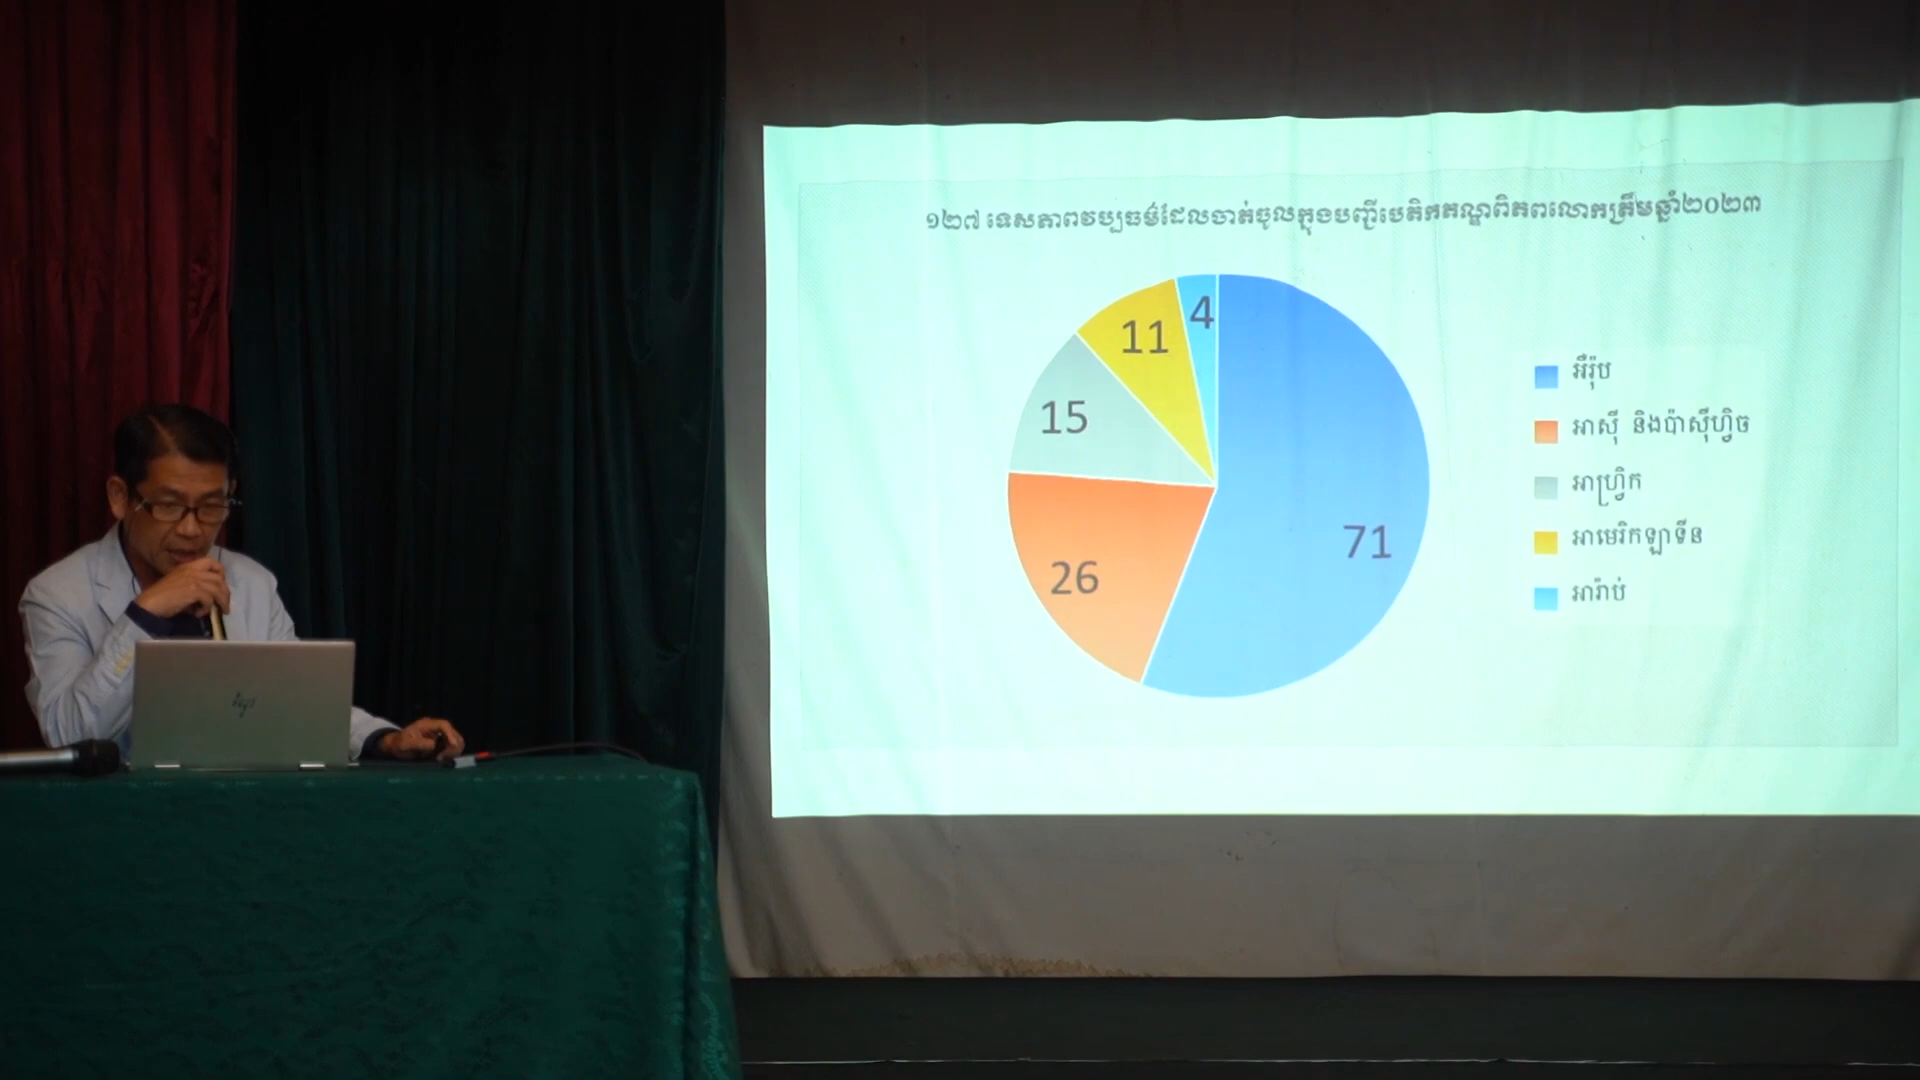 ១២៧ ទេសភាពវប្បធម៌ដែលចាត់ចូលក្នុងបញ្ជីបេតិកភណ្ឌពិភពលោកត្រឹមឆ្នាំ២០២៣
4
11
15
71
26
អឺរ៉ុប
អាស៊ី និងប៉ាស៊ីហ្វិច
អាហ្វ្រិក
អាមេរិកឡាទីន
អារ៉ាប់
hp